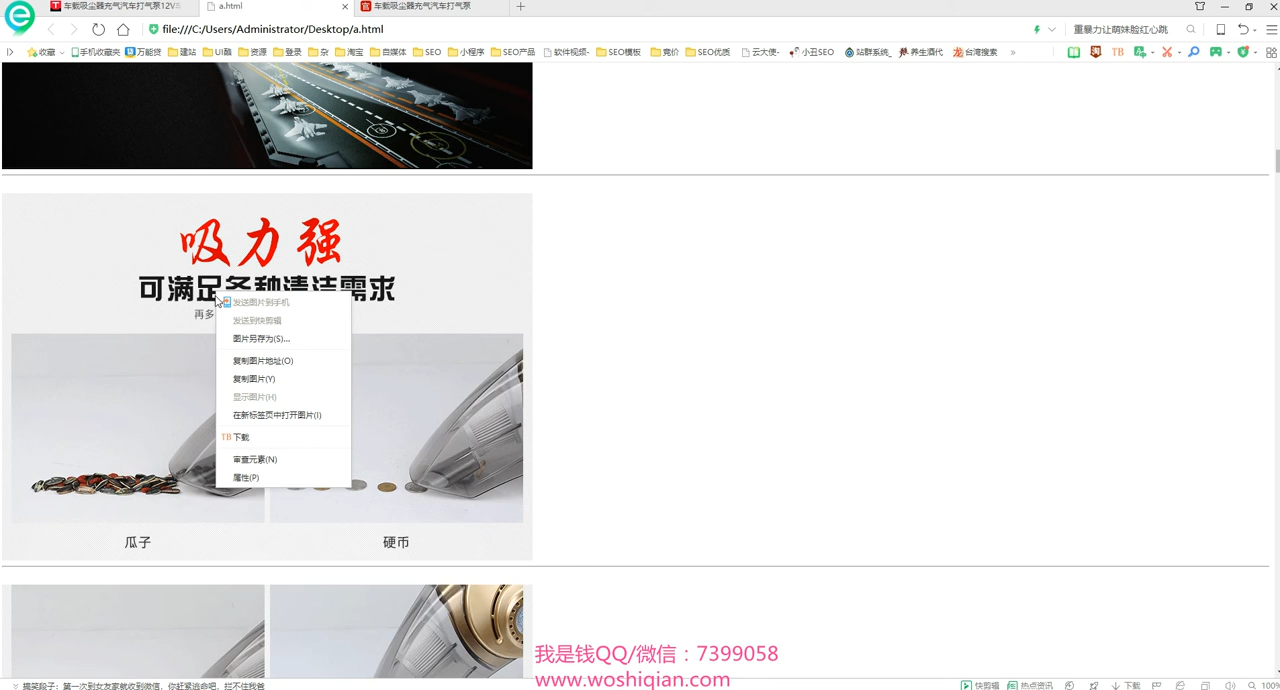 车载吸尘器充气汽车打气泵12V
a.html
车载吸尘器充气汽车打气泵
file:///C:/Users/Administrator/Desktop/a.html
重暴力让萌妹脸红心跳
收藏
手机收藏夹
万能贷
建站
UI酷
资源
登录
杂
淘宝
自媒体
SEO
小程序
SEO产品
软件视频-
SEO模板
竞价
SEO优质
云大使-
小丑SEO
站群系统_
养生酒代
台湾搜索
TB
吸力强
可满足各种清洁需求
再多
发送图片到手机
发送到快剪辑
图片另存为(S)...
复制图片地址(O)
复制图片(Y)
显示图片(H)
在新标签页中打开图片(I)
TB 下载
审查元素(N)
属性(P)
瓜子
硬币
我是钱QQ/微信：7399058
www.woshiqian.com
搞笑段子：第一次到女友家就收到微信，你赶紧逃命吧，拦不住我爸
快剪辑
热点资讯
下载
100%